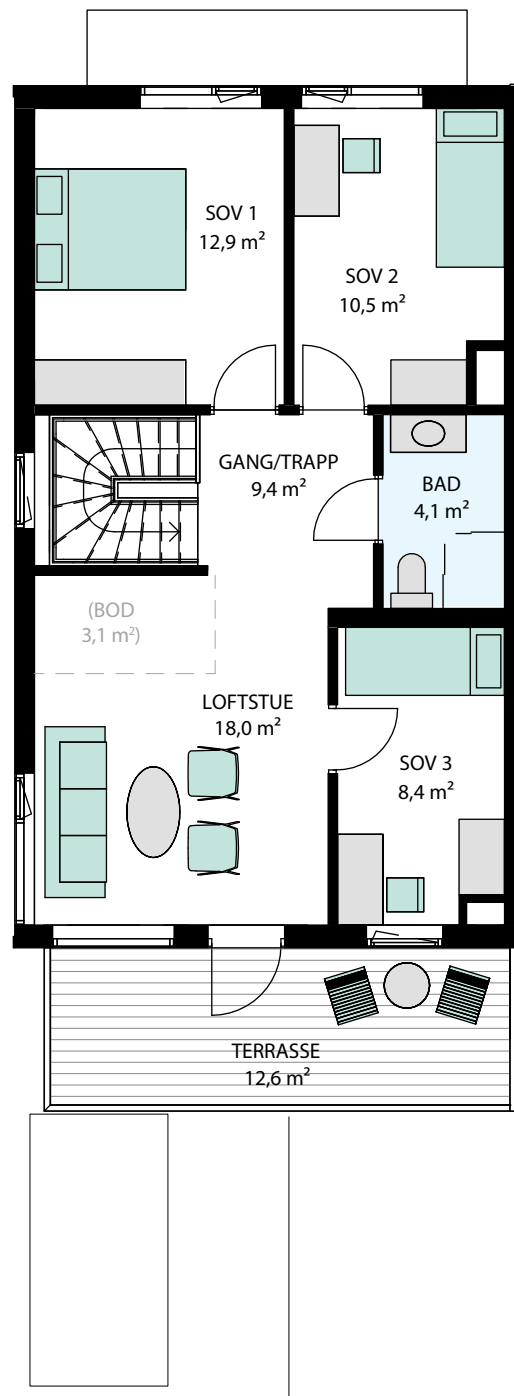 SOV 1
12,9 m²
SOV 2
10,5 m²
GANG/TRAPP
9,4 m²
BAD
4,1 m²
(BOD
3,1 m²)
LOFTSTUE
18,0 m²
SOV 3
8,4 m²
TERRASSE
12,6 m²